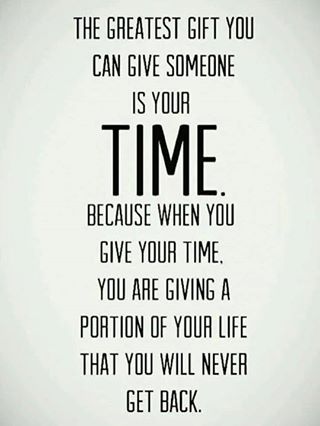 THE GREATEST GIFT YOU
CAN GIVE SOMEONE
IS YOUR
TIME.
BECAUSE WHEN YOU
GIVE YOUR TIME,
YOU ARE GIVING A
PORTION OF YOUR LIFE
THAT YOU WILL NEVER
GET BACK.